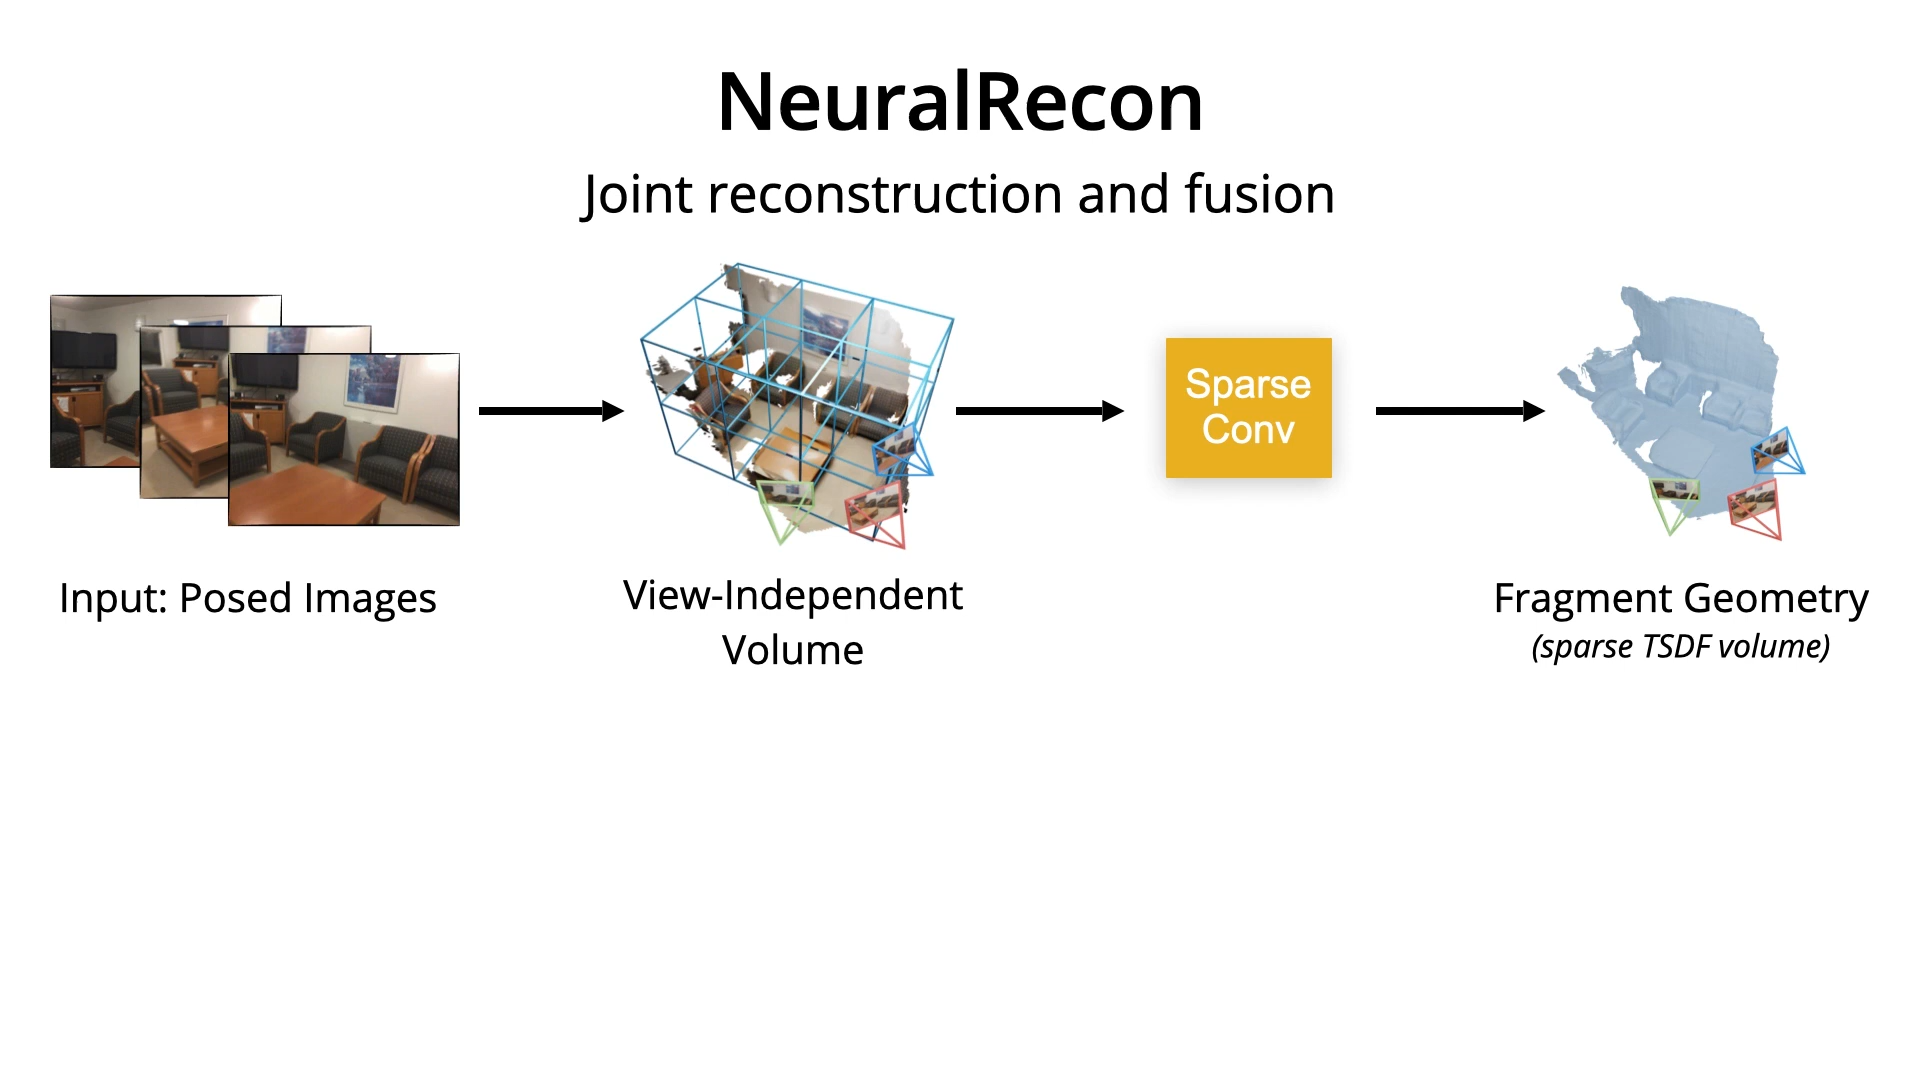 NeuralRecon
Joint reconstruction and fusion
Sparse
Conv
Input: Posed Images
View-Independent
Volume
Fragment Geometry
(sparse TSDF volume)